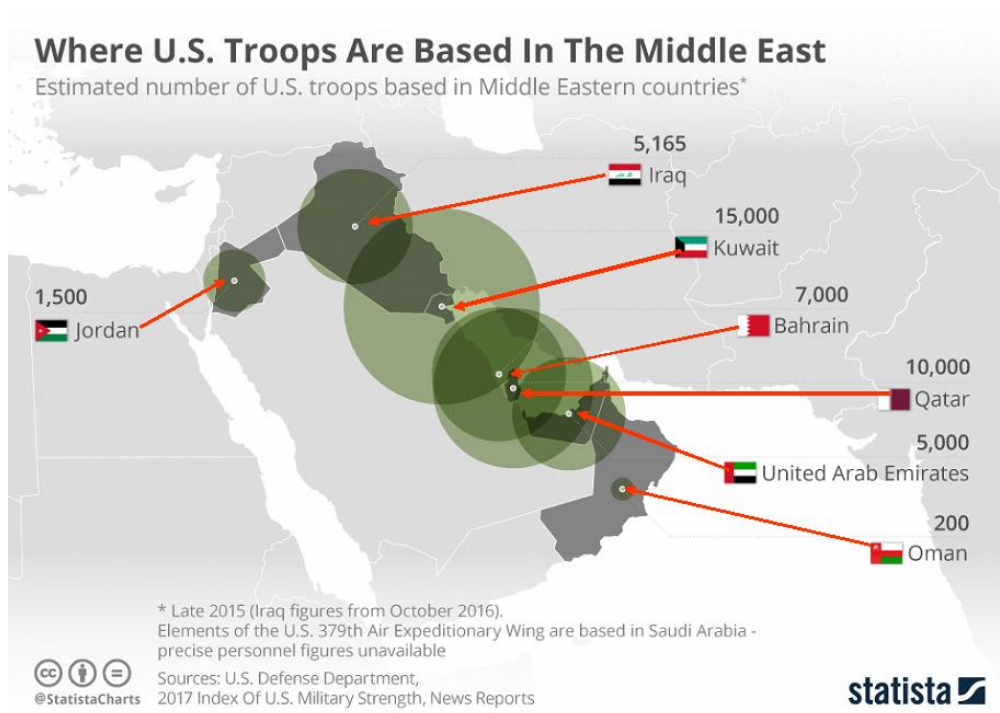 Where U.S. Troops Are Based In The Middle East
Estimated number of U.S. troops based in Middle Eastern countries*
5,165
Iraq
15,000
Kuwait
1,500
Jordan
7,000
Bahrain
10,000
Qatar
5,000
United Arab Emirates
200
Oman
* Late 2015 (Iraq figures from October 2016).
Elements of the U.S. 379th Air Expeditionary Wing are based in Saudi Arabia -
precise personnel figures unavailable
cc
@StatistaCharts
Sources: U.S. Defense Department,
2017 Index Of U.S. Military Strength, News Reports
statista